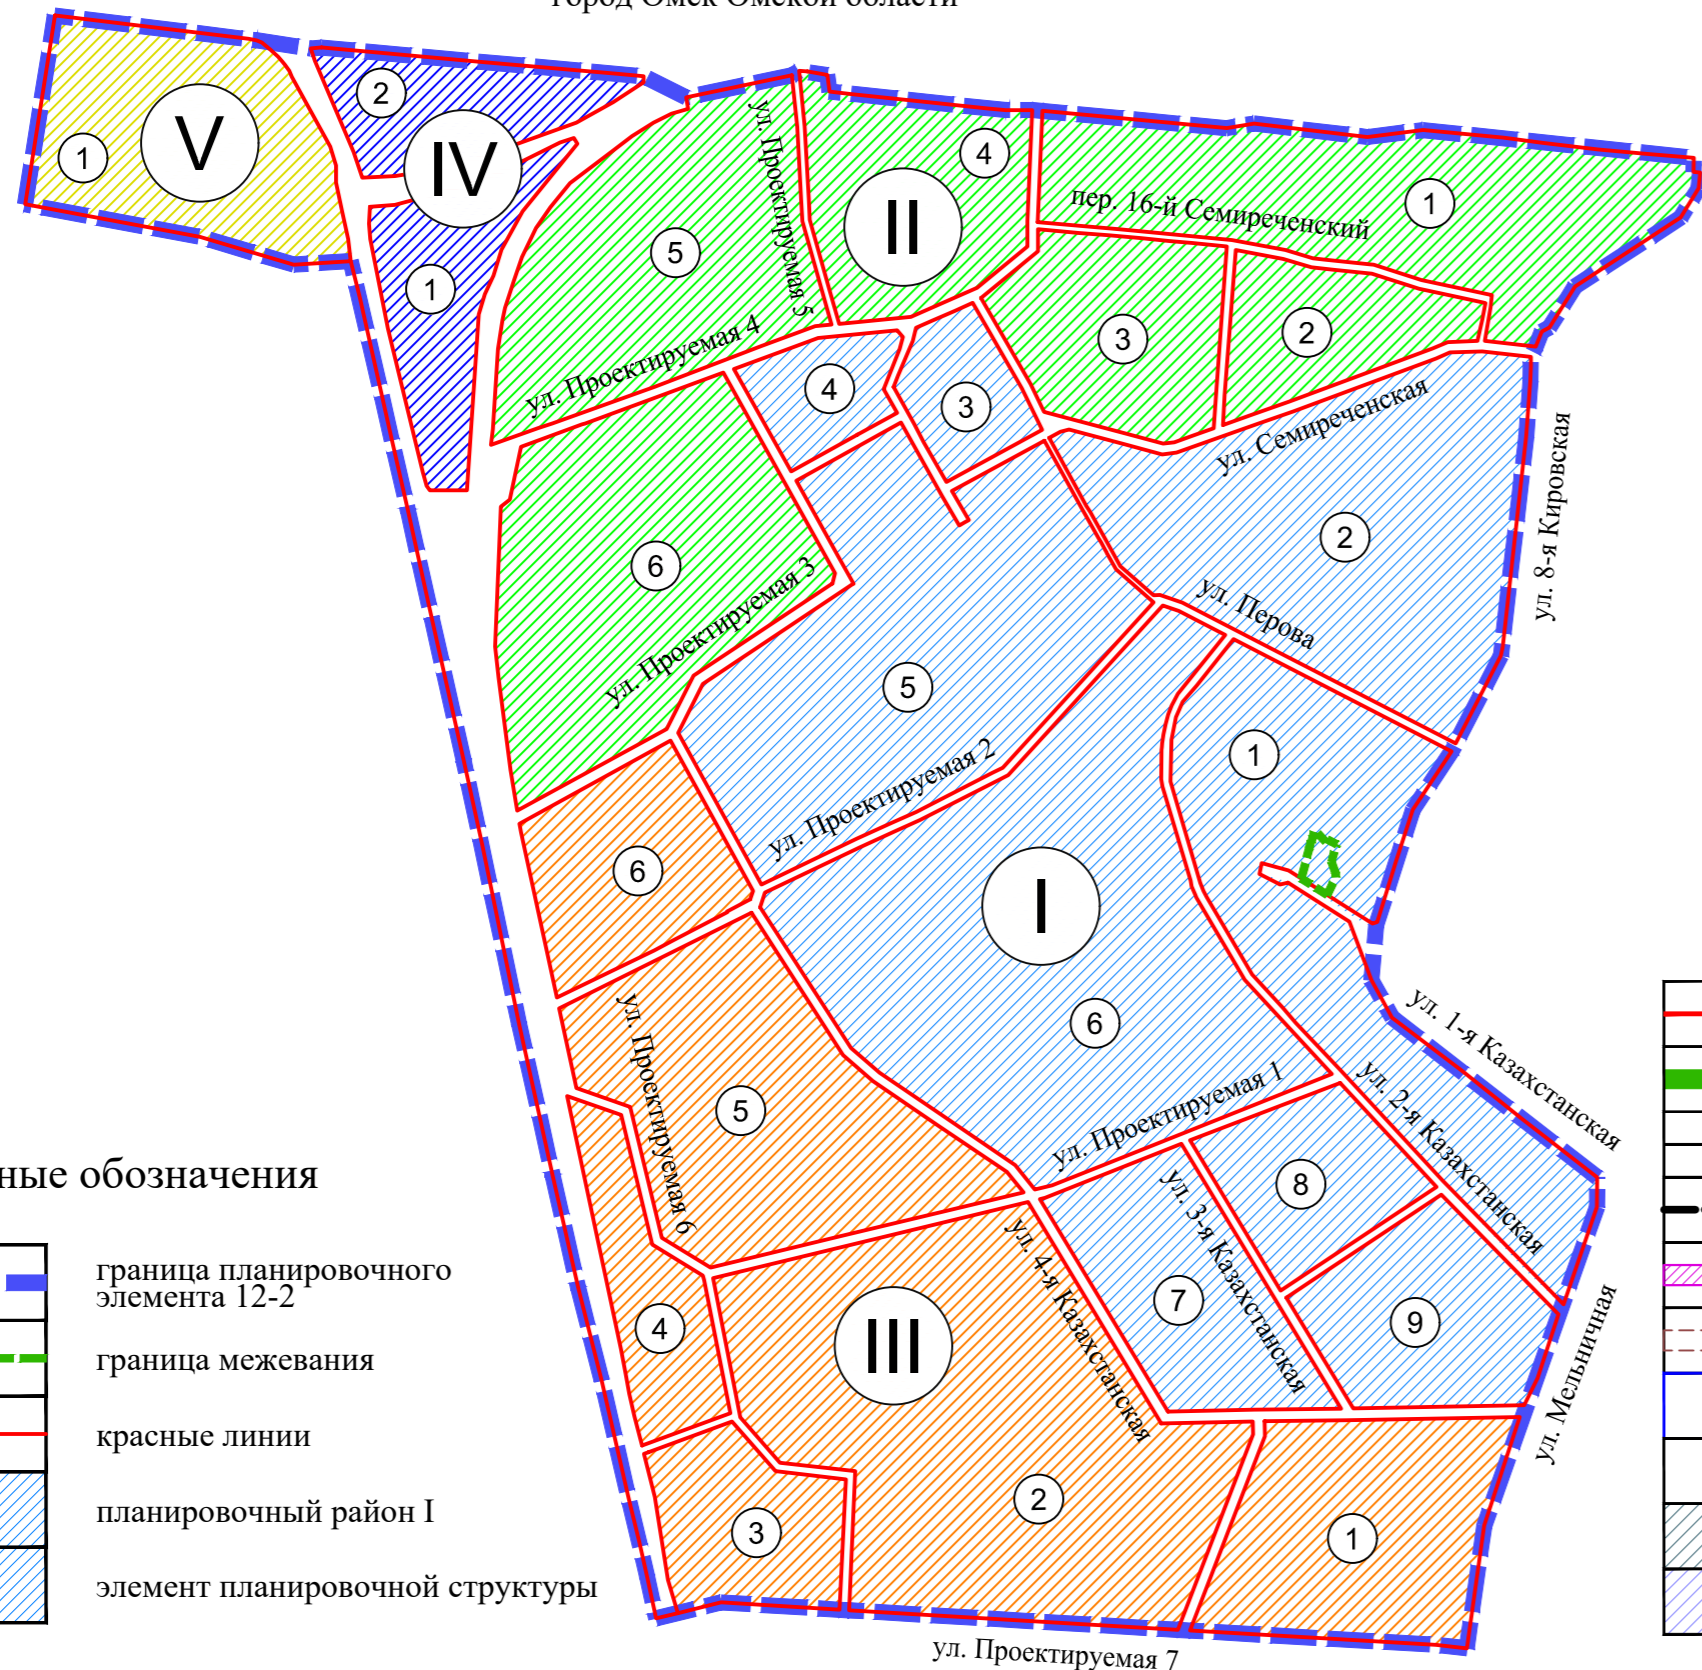 город Омск Омской области
V
1
2
IV
1
ул. Проектируемая 5
4
II
5
пер. 16-й Семиреченский
1
3
2
ул. Проектируемая 4
4
3
ул. Семиреченская
ул. 8-я Кировская
2
6
ул. Проектируемая 3
ул. Перова
5
1
ул. Проектируемая 2
6
I
6
ул. 1-я Казахстанская
ул. Проектируемая 6
5
ул. Проектируемая 1
ул. 2-я Казахстанская
8
ул. 3-я Казахстанская
ул. 4-я Казахстанская
7
9
ул. Мельничная
4
III
2
3
1
ул. Проектируемая 7
ные обозначения
граница планировочного
элемента 12-2
граница межевания
красные линии
планировочный район I
элемент планировочной структуры